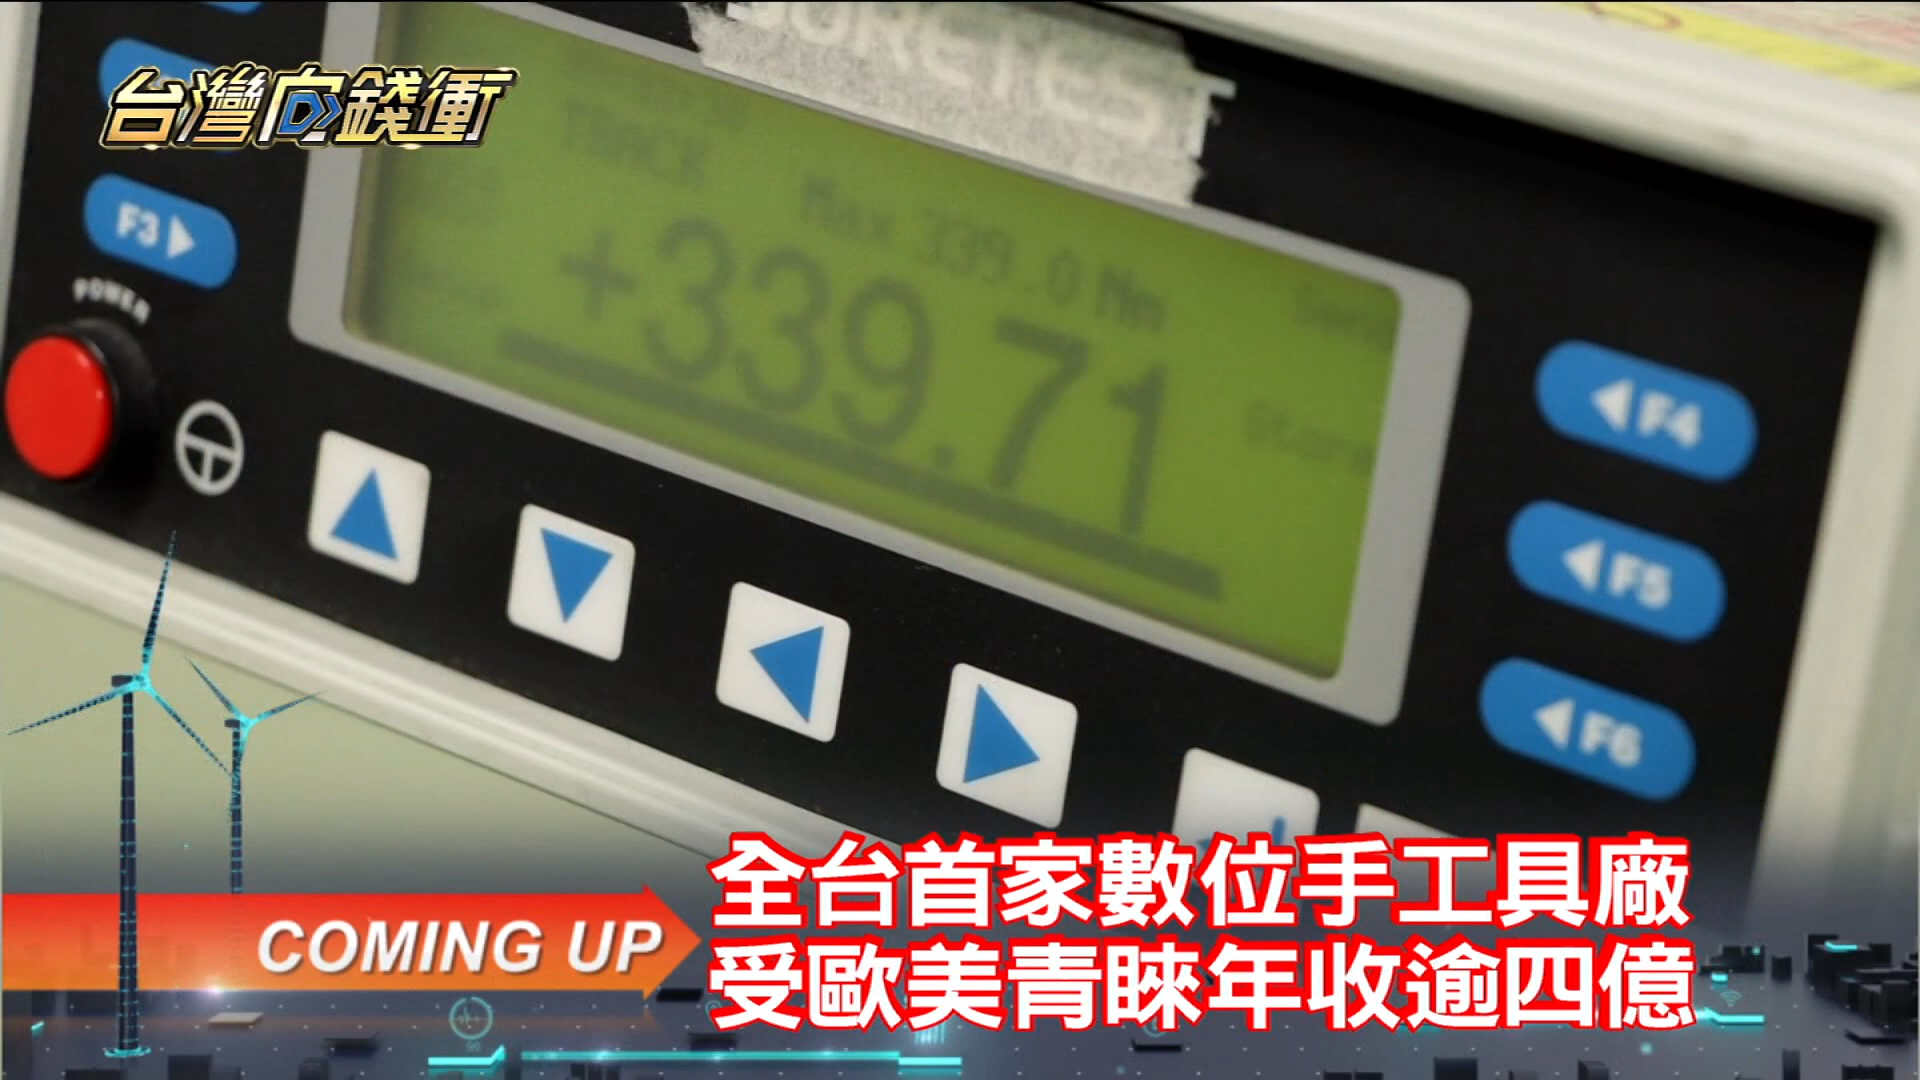 台灣向錢衝
TRACK
Max 339.0 Nm
+339.71
Store
F3
POWER
F4
F5
F6
COMING UP
全台首家數位手工具廠
受歐美青睞年收逾四億